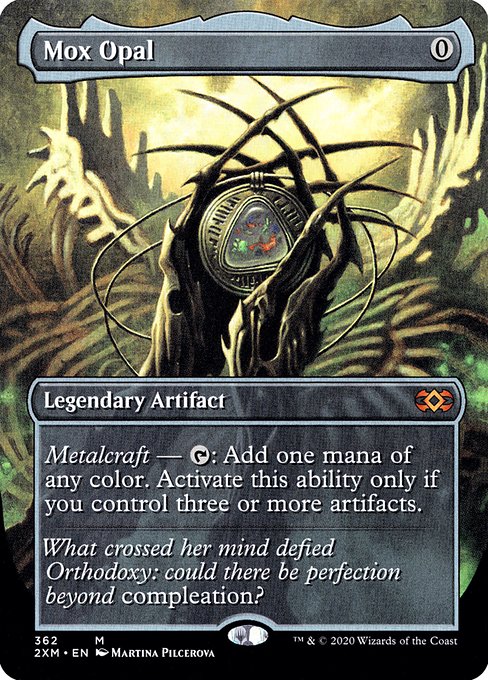 Mox Opal 0
Legendary Artifact
Metalcraft — : Add one mana of
any color. Activate this ability only if
you control three or more artifacts.
What crossed her mind defied
Orthodoxy: could there be perfection
beyond compleation?
362 M
2XM • EN MARTINA PILCEROVA
™ & © 2020 Wizards of the Coast